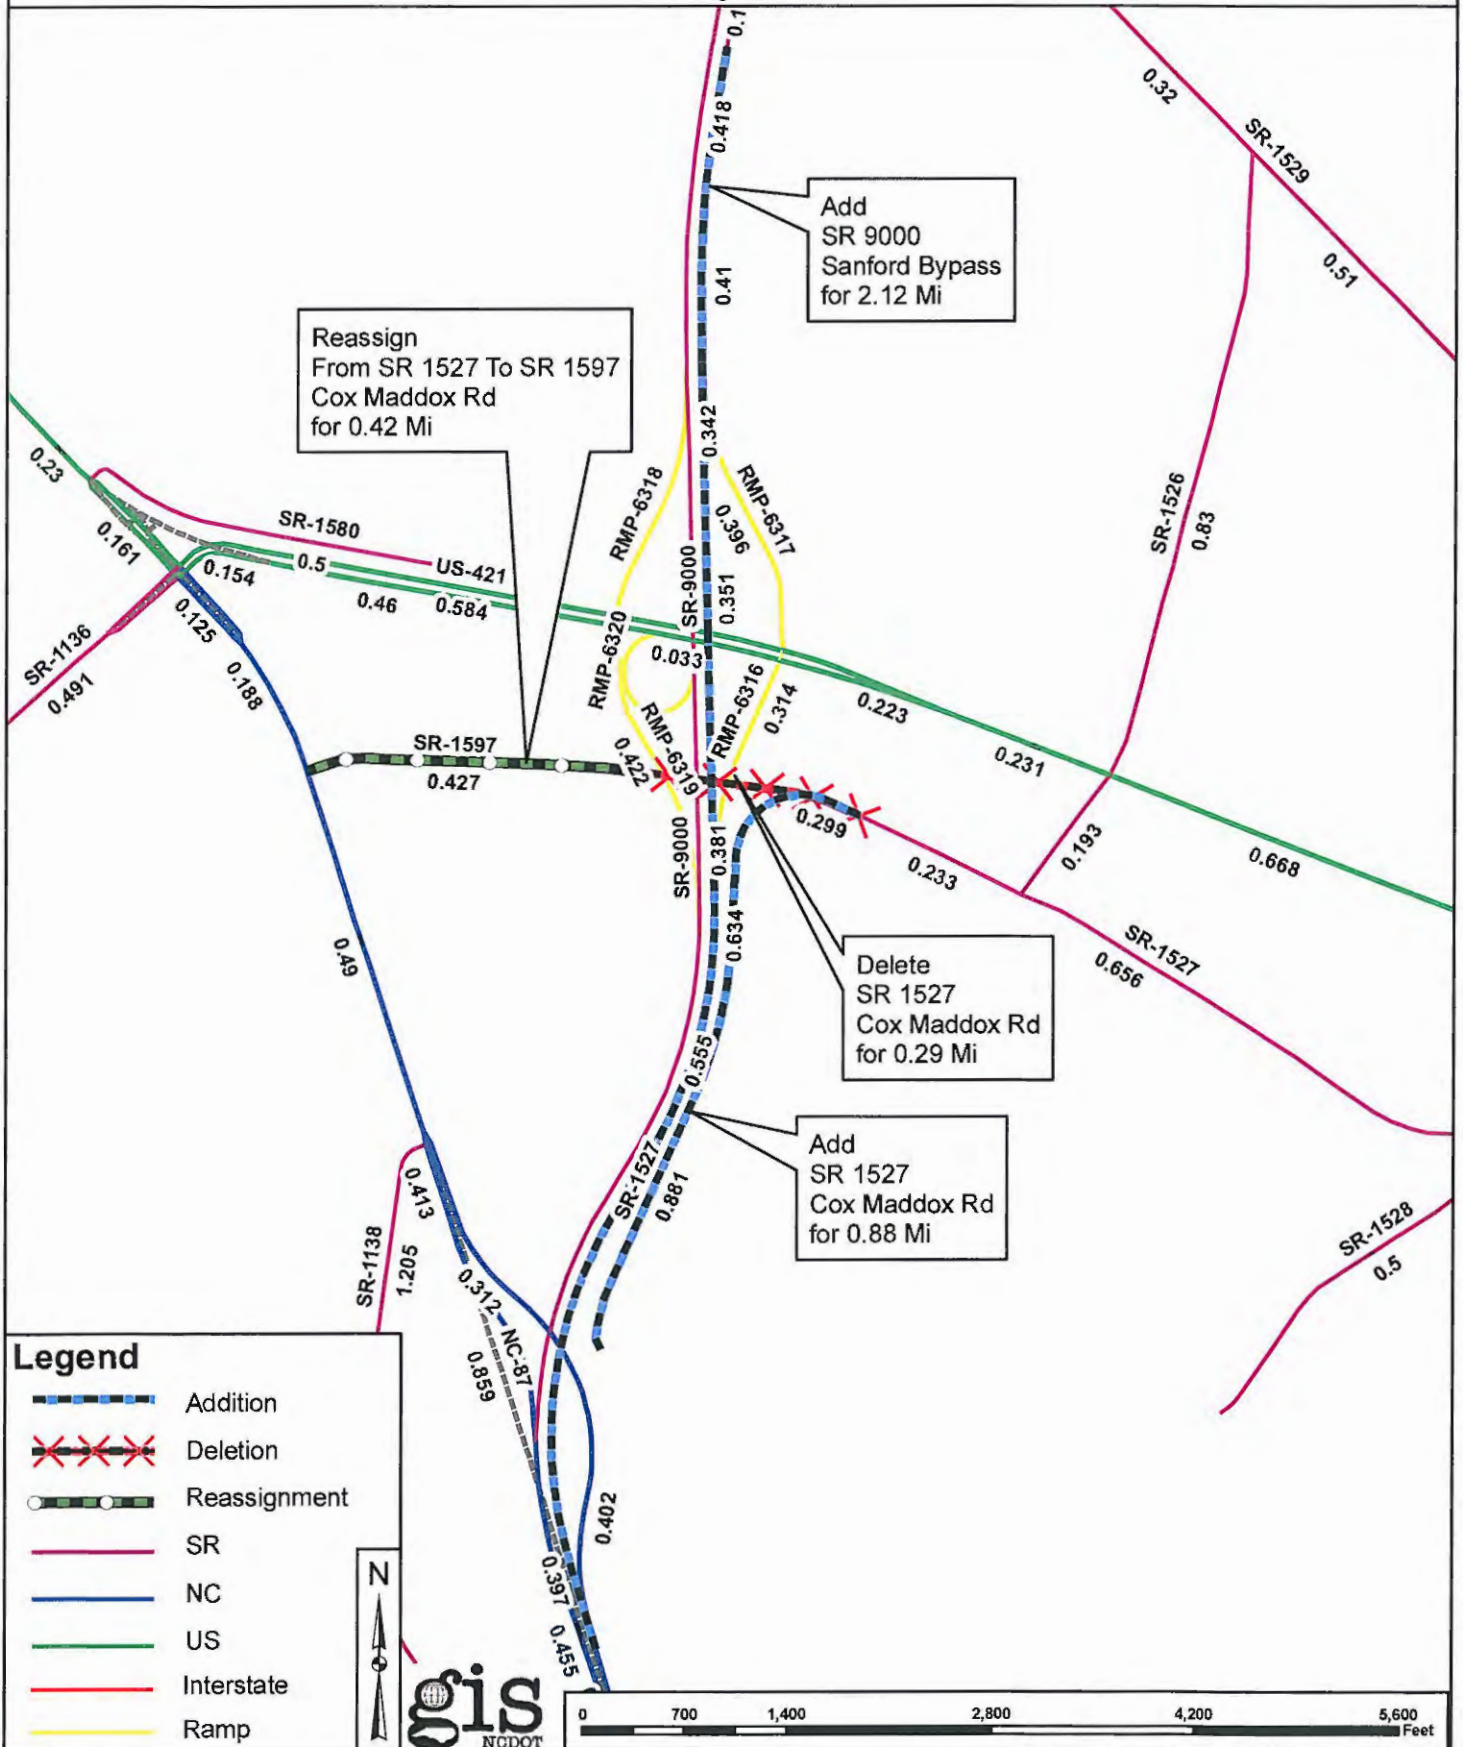 0.1
0.418
0.32
SR-1529
0.51
Add
SR 9000
Sanford Bypass
for 2.12 Mi
0.41
Reassign
From SR 1527 To SR 1597
Cox Maddox Rd
for 0.42 Mi
0.342
0.23
RMP-6318
RMP-6317
0.396
SR-1526
0.83
SR-1580
US-421
0.161
0.154
0.5
0.46
0.584
SR-9000
0.351
0.125
SR-1136
0.491
0.188
RMP-6320
0.033
RMP-6316
0.314
0.223
0.231
SR-1597
0.427
0.422
RMP-6319
0.299
0.381
SR-9000
0.233
0.193
0.668
0.634
0.49
Delete
SR 1527
Cox Maddox Rd
for 0.29 Mi
SR-1527
0.656
0.555
Add
SR 1527
Cox Maddox Rd
for 0.88 Mi
SR-1527
0.881
0.413
SR-1138
1.205
SR-1528
0.5
0.312
NC-87
0.859
0.402
0.397
0.455
Legend
Addition
Deletion
Reassignment
SR
NC
US
Interstate
Ramp
N
gis
NCDOT
0 700 1,400 2,800 4,200 5,600
Feet